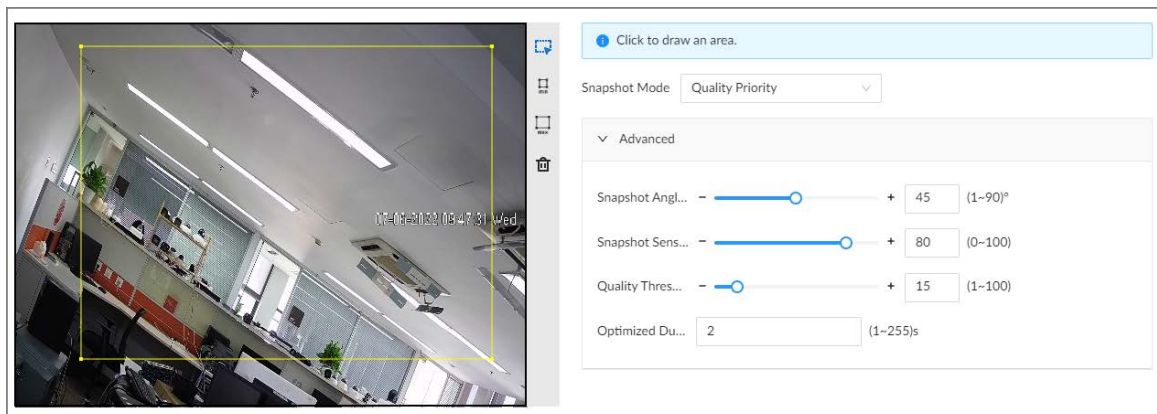 Click to draw an area.
Snapshot Mode
Quality Priority
Advanced
Snapshot Angl... - + 45 (1~90)°
Snapshot Sens... - + 80 (0~100)
Quality Thres... - + 15 (1~100)
Optimized Du... 2 (1~255)s
07-06-2022 09:47:31 Wed